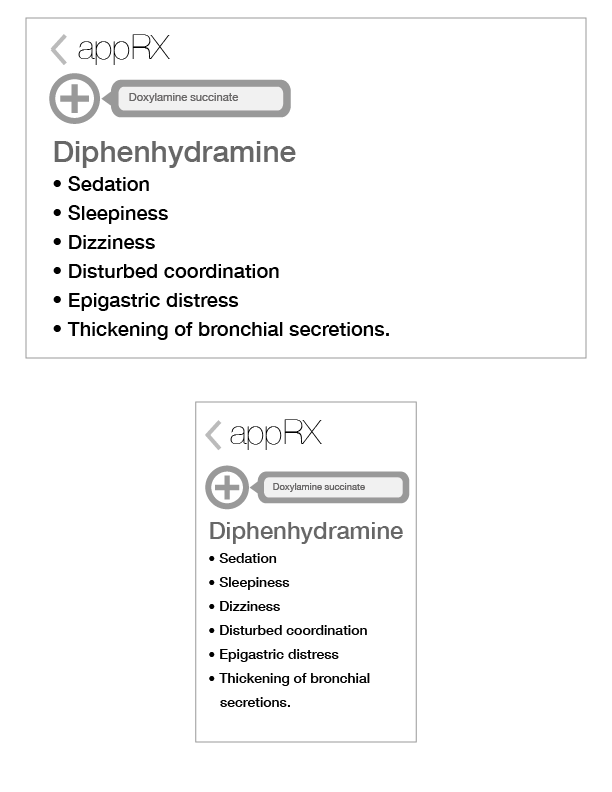 appRX
Doxylamine succinate
Diphenhydramine
• Sedation
• Sleepiness
• Dizziness
• Disturbed coordination
• Epigastric distress
• Thickening of bronchial secretions.
appRX
Doxylamine succinate
Diphenhydramine
• Sedation
• Sleepiness
• Dizziness
• Disturbed coordination
• Epigastric distress
• Thickening of bronchial
secretions.